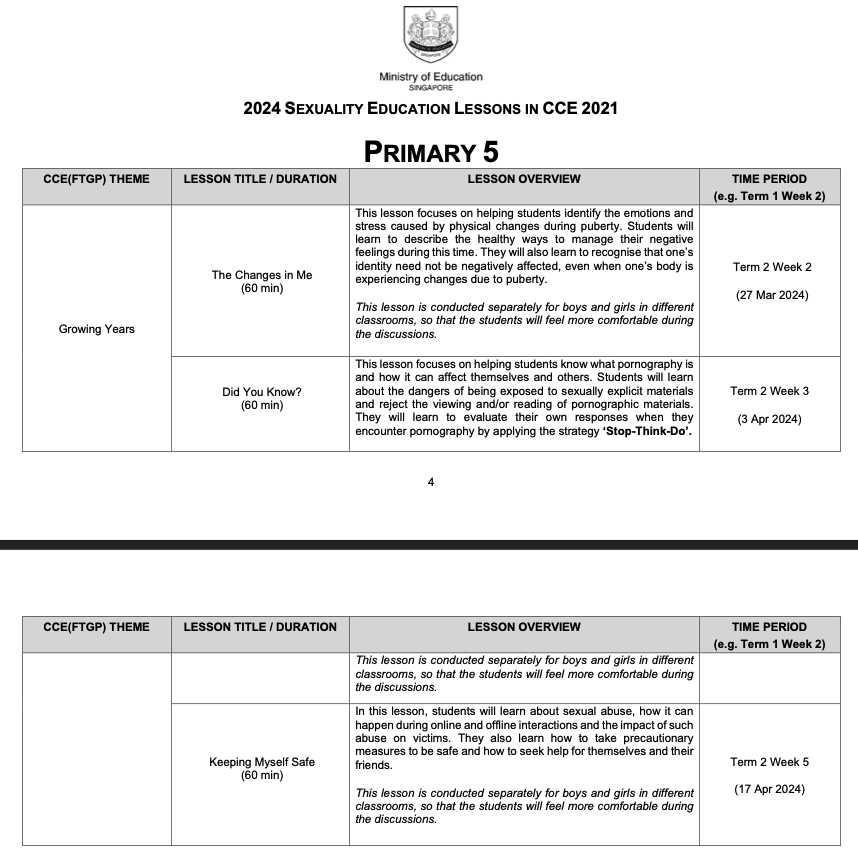 Ministry of Education
SINGAPORE
2024 SEXUALITY EDUCATION LESSONS IN CCE 2021
PRIMARY 5
CCE(FTGP) THEME
LESSON TITLE / DURATION
LESSON OVERVIEW
TIME PERIOD
(e.g. Term 1 Week 2)
Growing Years
The Changes in Me
(60 min)
This lesson focuses on helping students identify the emotions and
stress caused by physical changes during puberty. Students will
learn to describe the healthy ways to manage their negative
feelings during this time. They will also learn to recognise that one's
identity need not be negatively affected, even when one's body is
experiencing changes due to puberty.
This lesson is conducted separately for boys and girls in different
classrooms, so that the students will feel more comfortable during
the discussions.
Term 2 Week 2
(27 Mar 2024)
Did You Know?
(60 min)
This lesson focuses on helping students know what pornography is
and how it can affect themselves and others. Students will learn
about the dangers of being exposed to sexually explicit materials
and reject the viewing and/or reading of pornographic materials.
They will learn to evaluate their own responses when they
encounter pornography by applying the strategy 'Stop-Think-Do'.
Term 2 Week 3
(3 Apr 2024)
4
CCE(FTGP) THEME
LESSON TITLE / DURATION
LESSON OVERVIEW
TIME PERIOD
(e.g. Term 1 Week 2)
This lesson is conducted separately for boys and girls in different
classrooms, so that the students will feel more comfortable during
the discussions.
Keeping Myself Safe
(60 min)
In this lesson, students will learn about sexual abuse, how it can
happen during online and offline interactions and the impact of such
abuse on victims. They also learn how to take precautionary
measures to be safe and how to seek help for themselves and their
friends.
This lesson is conducted separately for boys and girls in different
classrooms, so that the students will feel more comfortable during
the discussions.
Term 2 Week 5
(17 Apr 2024)